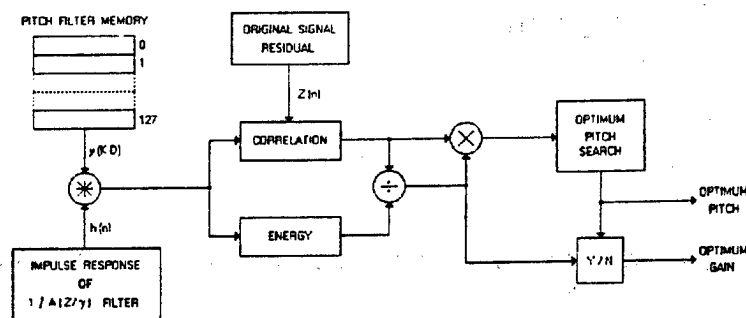 PITCH FILTER MEMORY
0
1
127
ORIGINAL SIGNAL
RESIDUAL
Z(n)
y(K-D)
CORRELATION
OPTIMUM
PITCH
SEARCH
h(n)
ENERGY
OPTIMUM
PITCH
Y/N
OPTIMUM
GAIN
IMPULSE RESPONSE
OF
1/A(Z/γ) FILTER